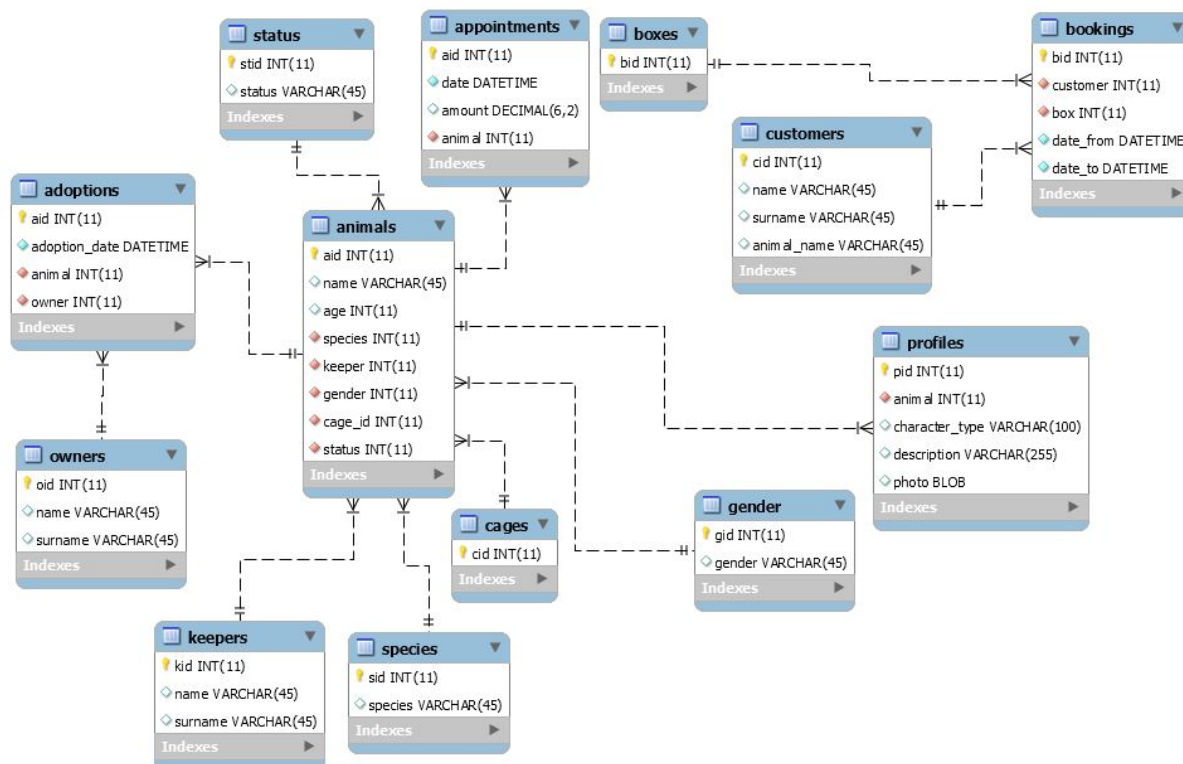 status
stid INT(11)
status VARCHAR(45)
Indexes
appointments
aid INT(11)
date DATETIME
amount DECIMAL(6,2)
animal INT(11)
Indexes
boxes
bid INT(11)
Indexes
bookings
bid INT(11)
customer INT(11)
box INT(11)
date_from DATETIME
date_to DATETIME
Indexes
customers
cid INT(11)
name VARCHAR(45)
surname VARCHAR(45)
animal_name VARCHAR(45)
Indexes
adoptions
aid INT(11)
adoption_date DATETIME
animal INT(11)
owner INT(11)
Indexes
animals
aid INT(11)
name VARCHAR(45)
age INT(11)
species INT(11)
keeper INT(11)
gender INT(11)
cage_id INT(11)
status INT(11)
Indexes
profiles
pid INT(11)
animal INT(11)
character_type VARCHAR(100)
description VARCHAR(255)
photo BLOB
Indexes
owners
oid INT(11)
name VARCHAR(45)
surname VARCHAR(45)
Indexes
cages
cid INT(11)
Indexes
gender
gid INT(11)
gender VARCHAR(45)
Indexes
keepers
kid INT(11)
name VARCHAR(45)
surname VARCHAR(45)
Indexes
species
sid INT(11)
species VARCHAR(45)
Indexes